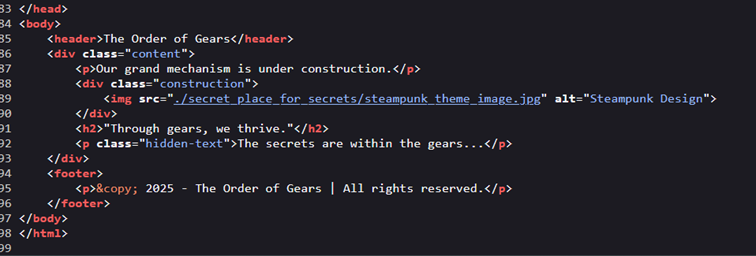 83 </head>
84 <body>
85 <header>The Order of Gears</header>
86 <div class="content">
87 <p>Our grand mechanism is under construction.</p>
88 <div class="construction">
89 <img src="./secret_place_for_secrets/steampunk_theme_image.jpg" alt="Steampunk Design">
90 </div>
91 <h2>"Through gears, we thrive."</h2>
92 <p class="hidden-text">The secrets are within the gears...</p>
93 </div>
94 <footer>
95 <p>&copy; 2025 - The Order of Gears | All rights reserved.</p>
96 </footer>
97 </body>
98 </html>
99